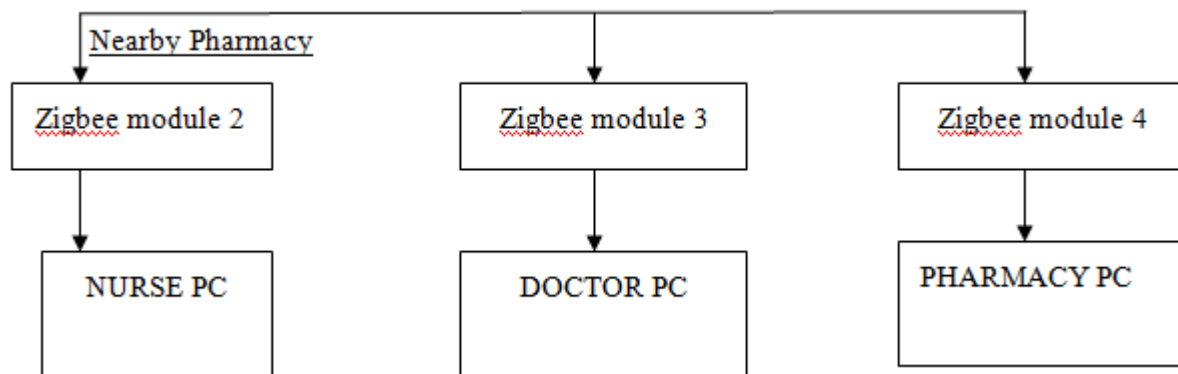 Nearby Pharmacy
Zigbee module 2
Zigbee module 3
Zigbee module 4
NURSE PC
DOCTOR PC
PHARMACY PC